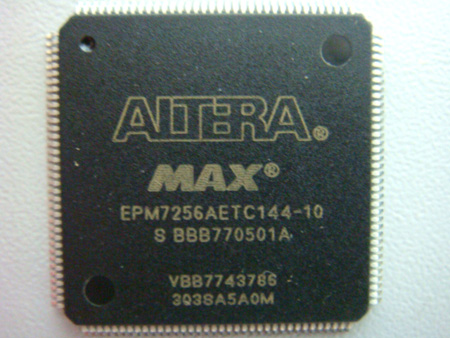 ALTERA®
MAX®
EPM7256AETC144-10
S BBB770501A
VBB7743786
3Q38A5A0M